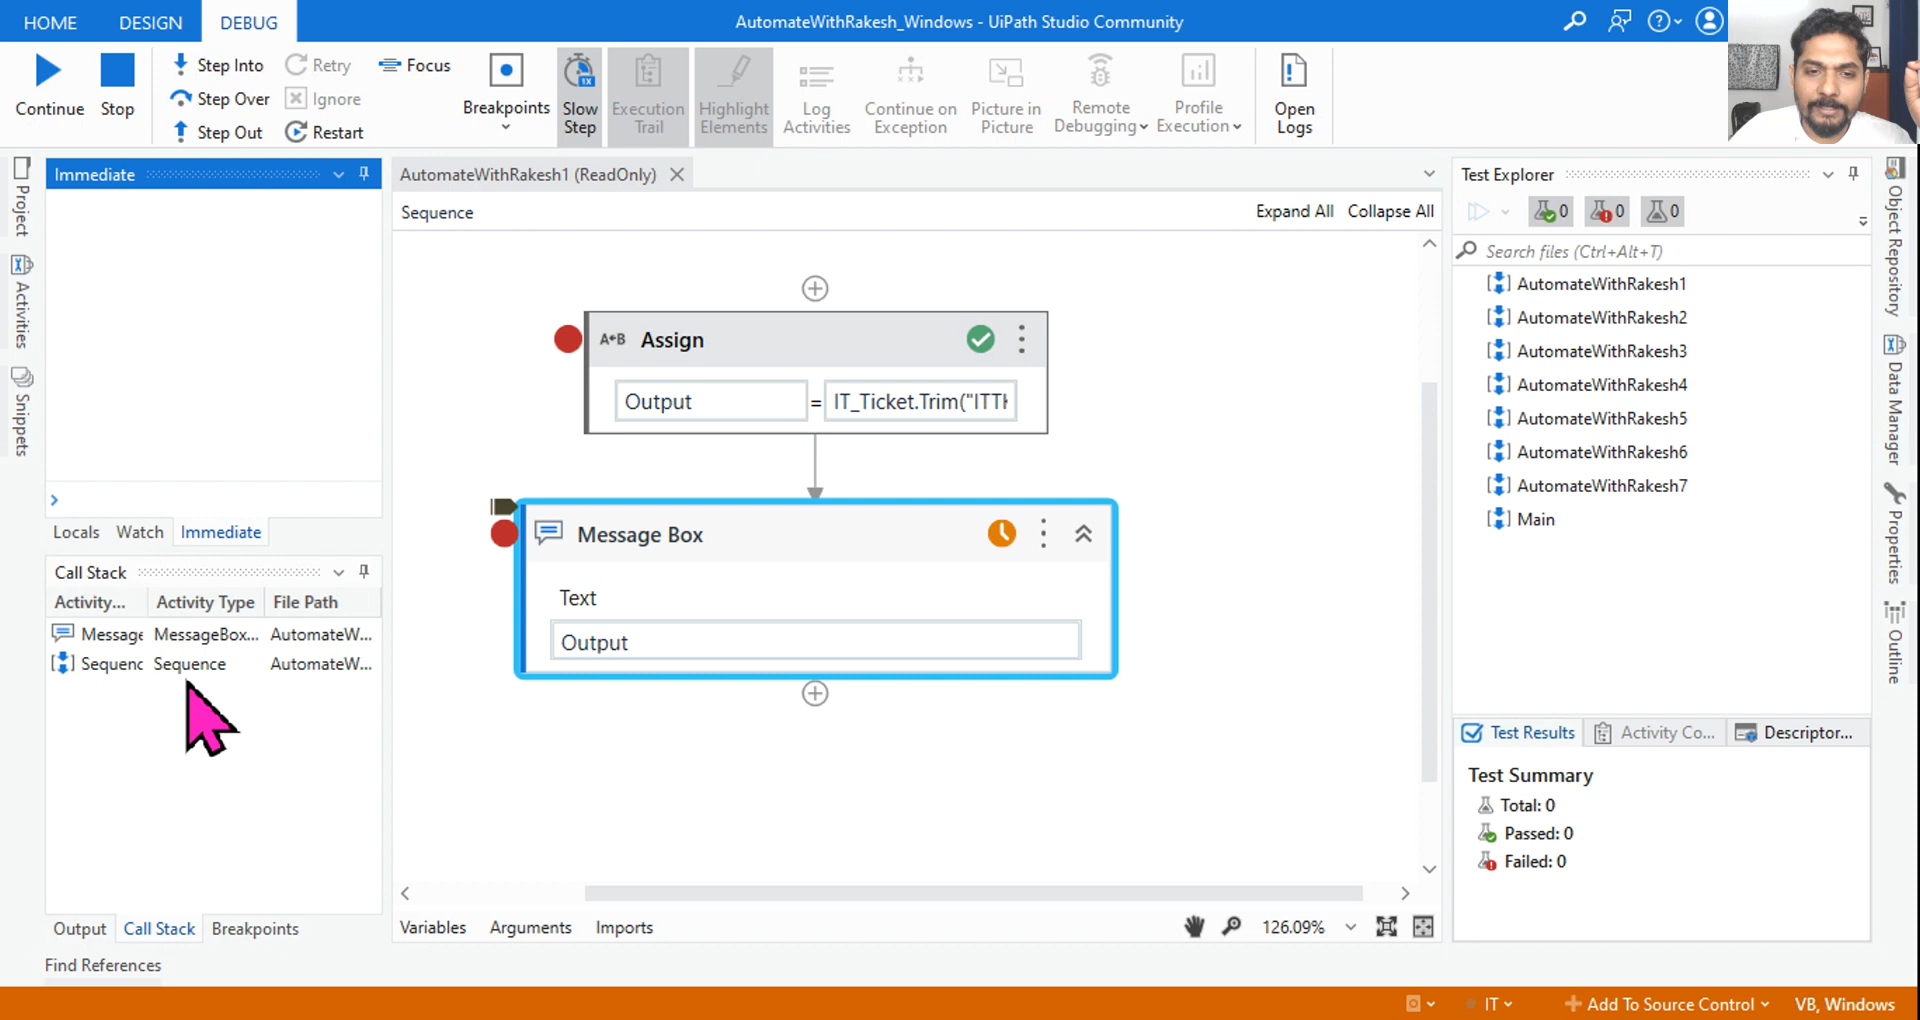 HOME DESIGN DEBUG AutomateWithRakesh_Windows - UiPath Studio Community
Continue Stop
Step Into Retry Focus
Step Over Ignore
Step Out Restart
Breakpoints
Slow Step 1X
Execution Trail
Highlight Elements
Log Activities
Continue on Exception
Picture in Picture
Remote Debugging
Profile Execution
Open Logs
Project
Activities
Snippets
Immediate
>
Locals Watch Immediate
Call Stack
Activity... Activity Type File Path
Message MessageBox... AutomateW...
Sequenc Sequence AutomateW...
Output Call Stack Breakpoints
Find References
AutomateWithRakesh1 (ReadOnly)
Sequence Expand All Collapse All
A←B Assign
Output = IT_Ticket.Trim("ITTI
Message Box
Text
Output
Variables Arguments Imports 126.09%
Test Explorer
0 0 0
Search files (Ctrl+Alt+T)
AutomateWithRakesh1
AutomateWithRakesh2
AutomateWithRakesh3
AutomateWithRakesh4
AutomateWithRakesh5
AutomateWithRakesh6
AutomateWithRakesh7
Main
Test Results Activity Co... Descriptor...
Test Summary
Total: 0
Passed: 0
Failed: 0
Object Repository
Data Manager
Properties
Outline
IT Add To Source Control VB, Windows